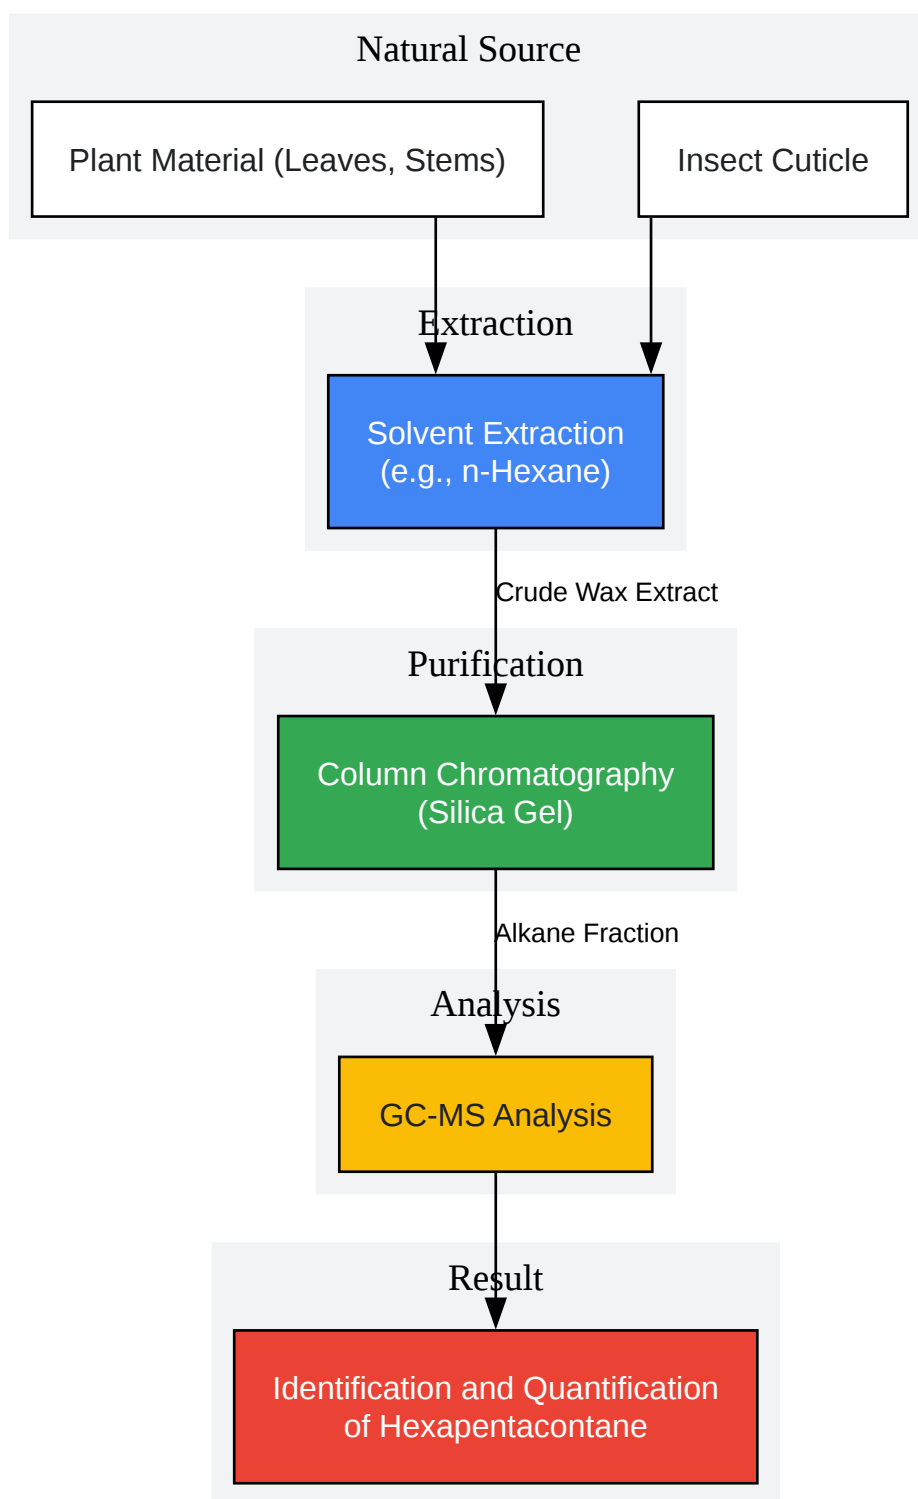 Natural Source
Plant Material (Leaves, Stems)
Insect Cuticle
Extraction
Solvent Extraction
(e.g., n-Hexane)
Crude Wax Extract
Purification
Column Chromatography
(Silica Gel)
Alkane Fraction
Analysis
GC-MS Analysis
Result
Identification and Quantification
of Hexapentacontane